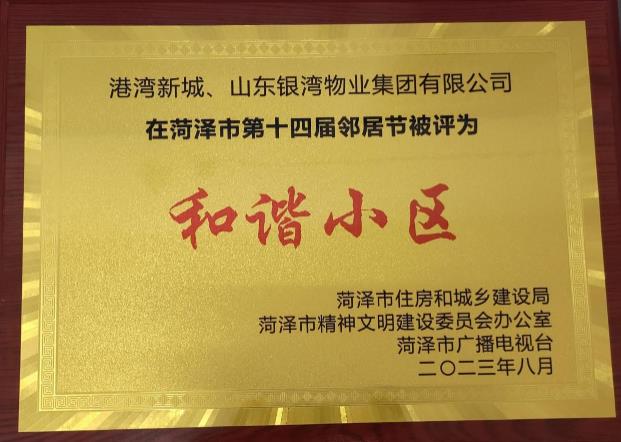 港湾新城、山东银湾物业集团有限公司
在菏泽市第十四届邻居节被评为
和谐小区
菏泽市住房和城乡建设局
菏泽市精神文明建设委员会办公室
菏泽市广播电视台
二〇二三年八月